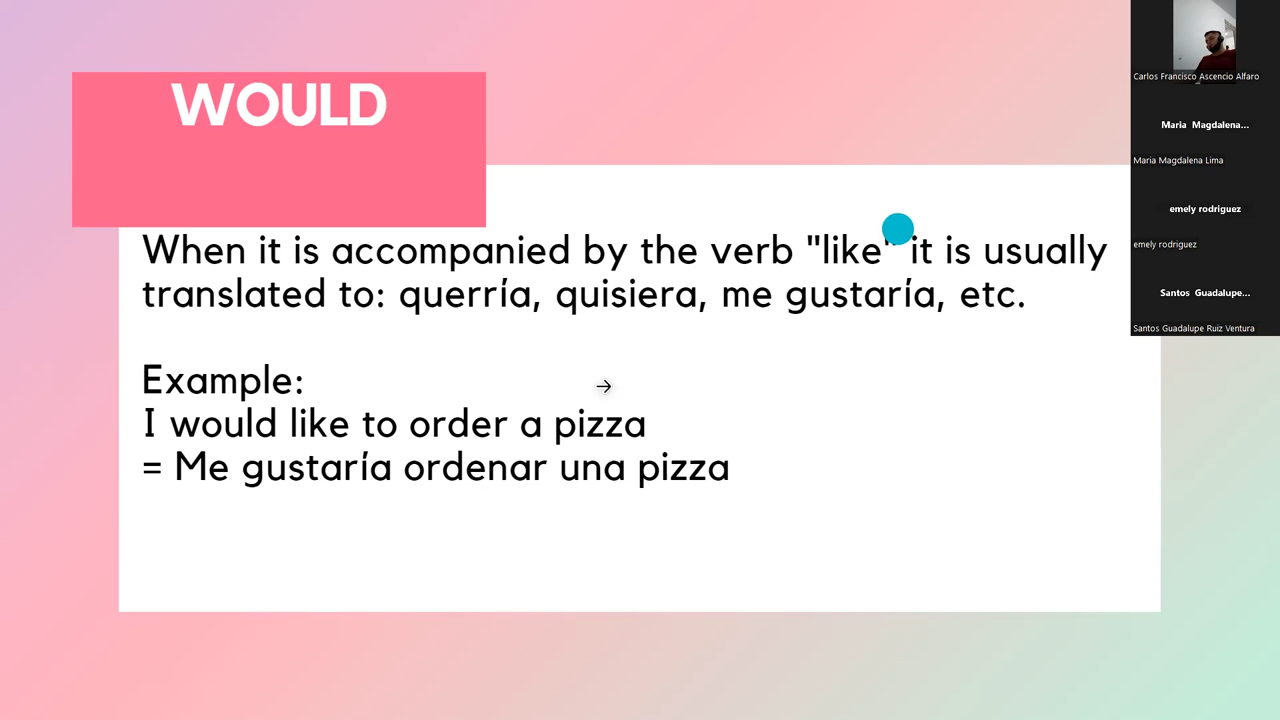 WOULD
When it is accompanied by the verb "like" it is usually
translated to: querría, quisiera, me gustaría, etc.
Example:
I would like to order a pizza
= Me gustaría ordenar una pizza
Carlos Francisco Ascencio Alfaro
Maria Magdalena...
Maria Magdalena Lima
emely rodriguez
emely rodriguez
Santos Guadalupe...
Santos Guadalupe Ruiz Ventura